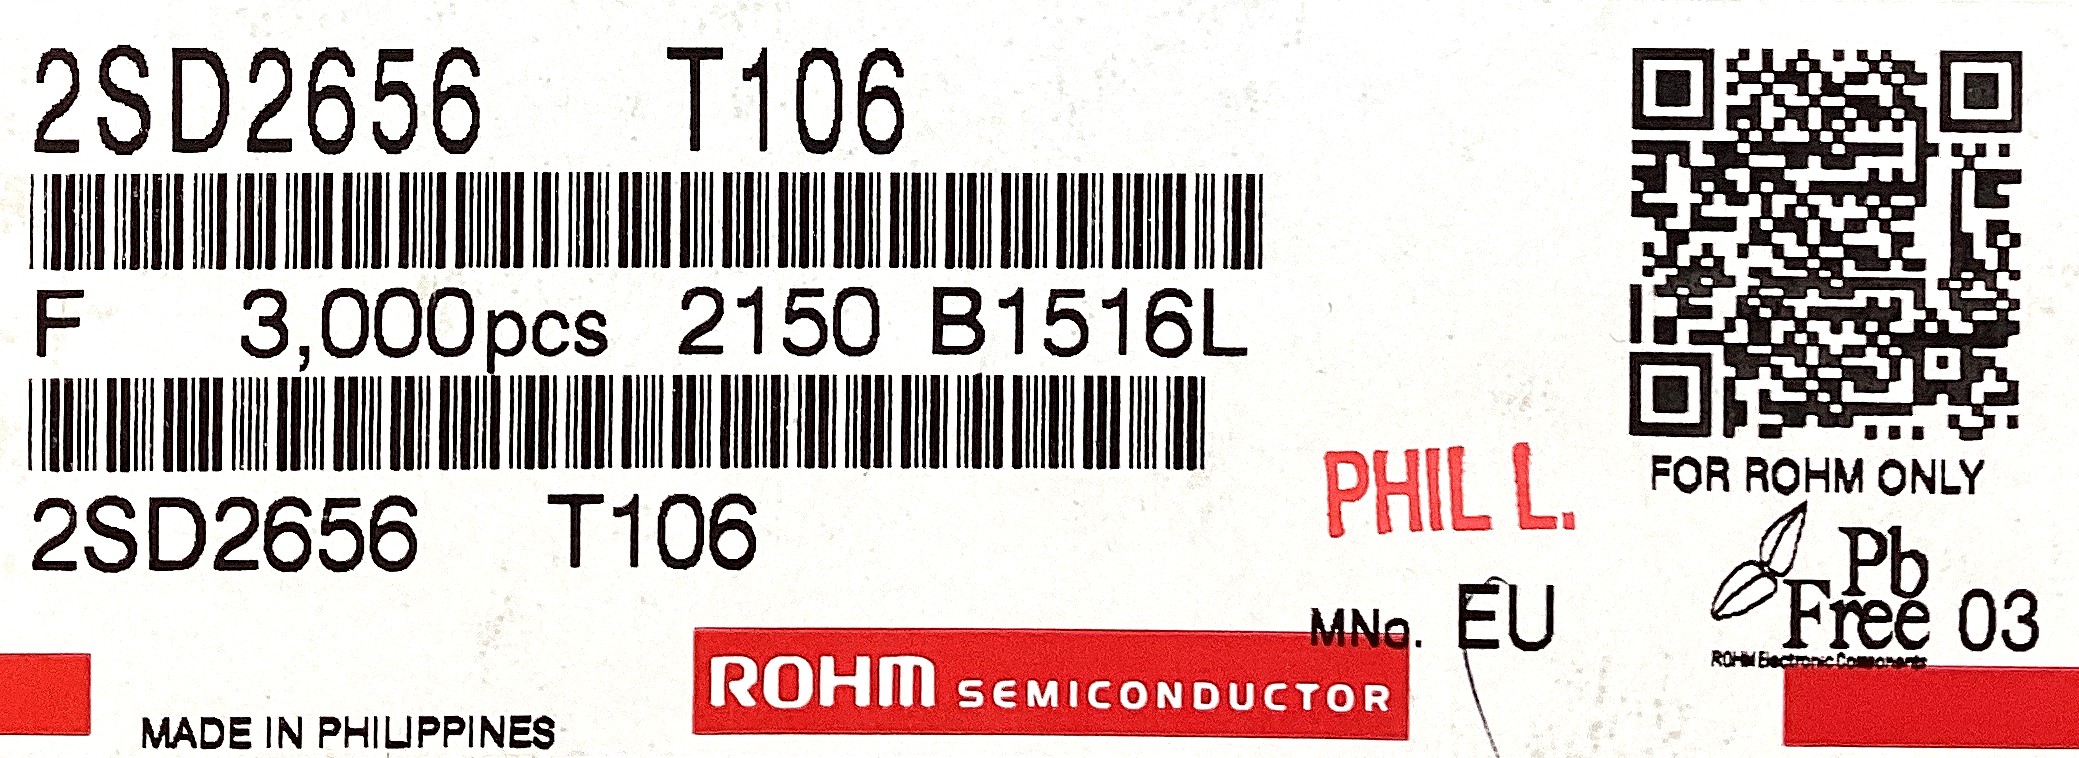 2SD2656 T106
F 3,000pcs 2150 B1516L
2SD2656 T106
PHIL L.
FOR ROHM ONLY
Pb
Free 03
ROHM Electronic Components
MNo. EU
ROHM SEMICONDUCTOR
MADE IN PHILIPPINES